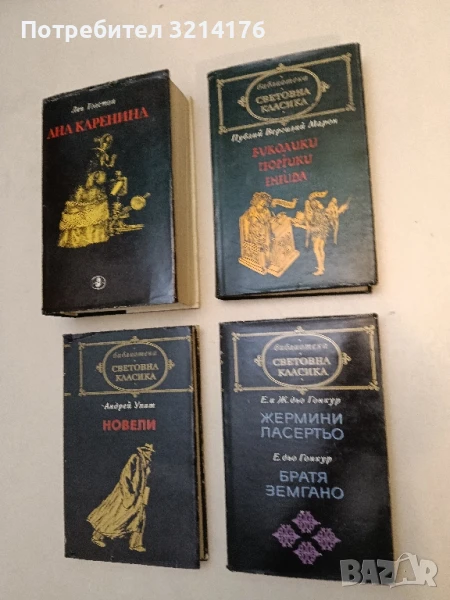 Потребител 3214176
Лев Толстой
АНА КАРЕНИНА
библиотека
СВЕТОВНА
КЛАСИКА
Публий Вергилий Марон
БУКОЛИКИ
ГЕОРГИКИ
ЕНЕИДА
библиотека
СВЕТОВНА
КЛАСИКА
Андрей Упит
НОВЕЛИ
библиотека
СВЕТОВНА
КЛАСИКА
Е. и Ж. дьо Гонкур
ЖЕРМИНИ
ЛАСЕРТЬО
Е. дьо Гонкур
БРАТЯ
ЗЕМГАНО
BAZAR